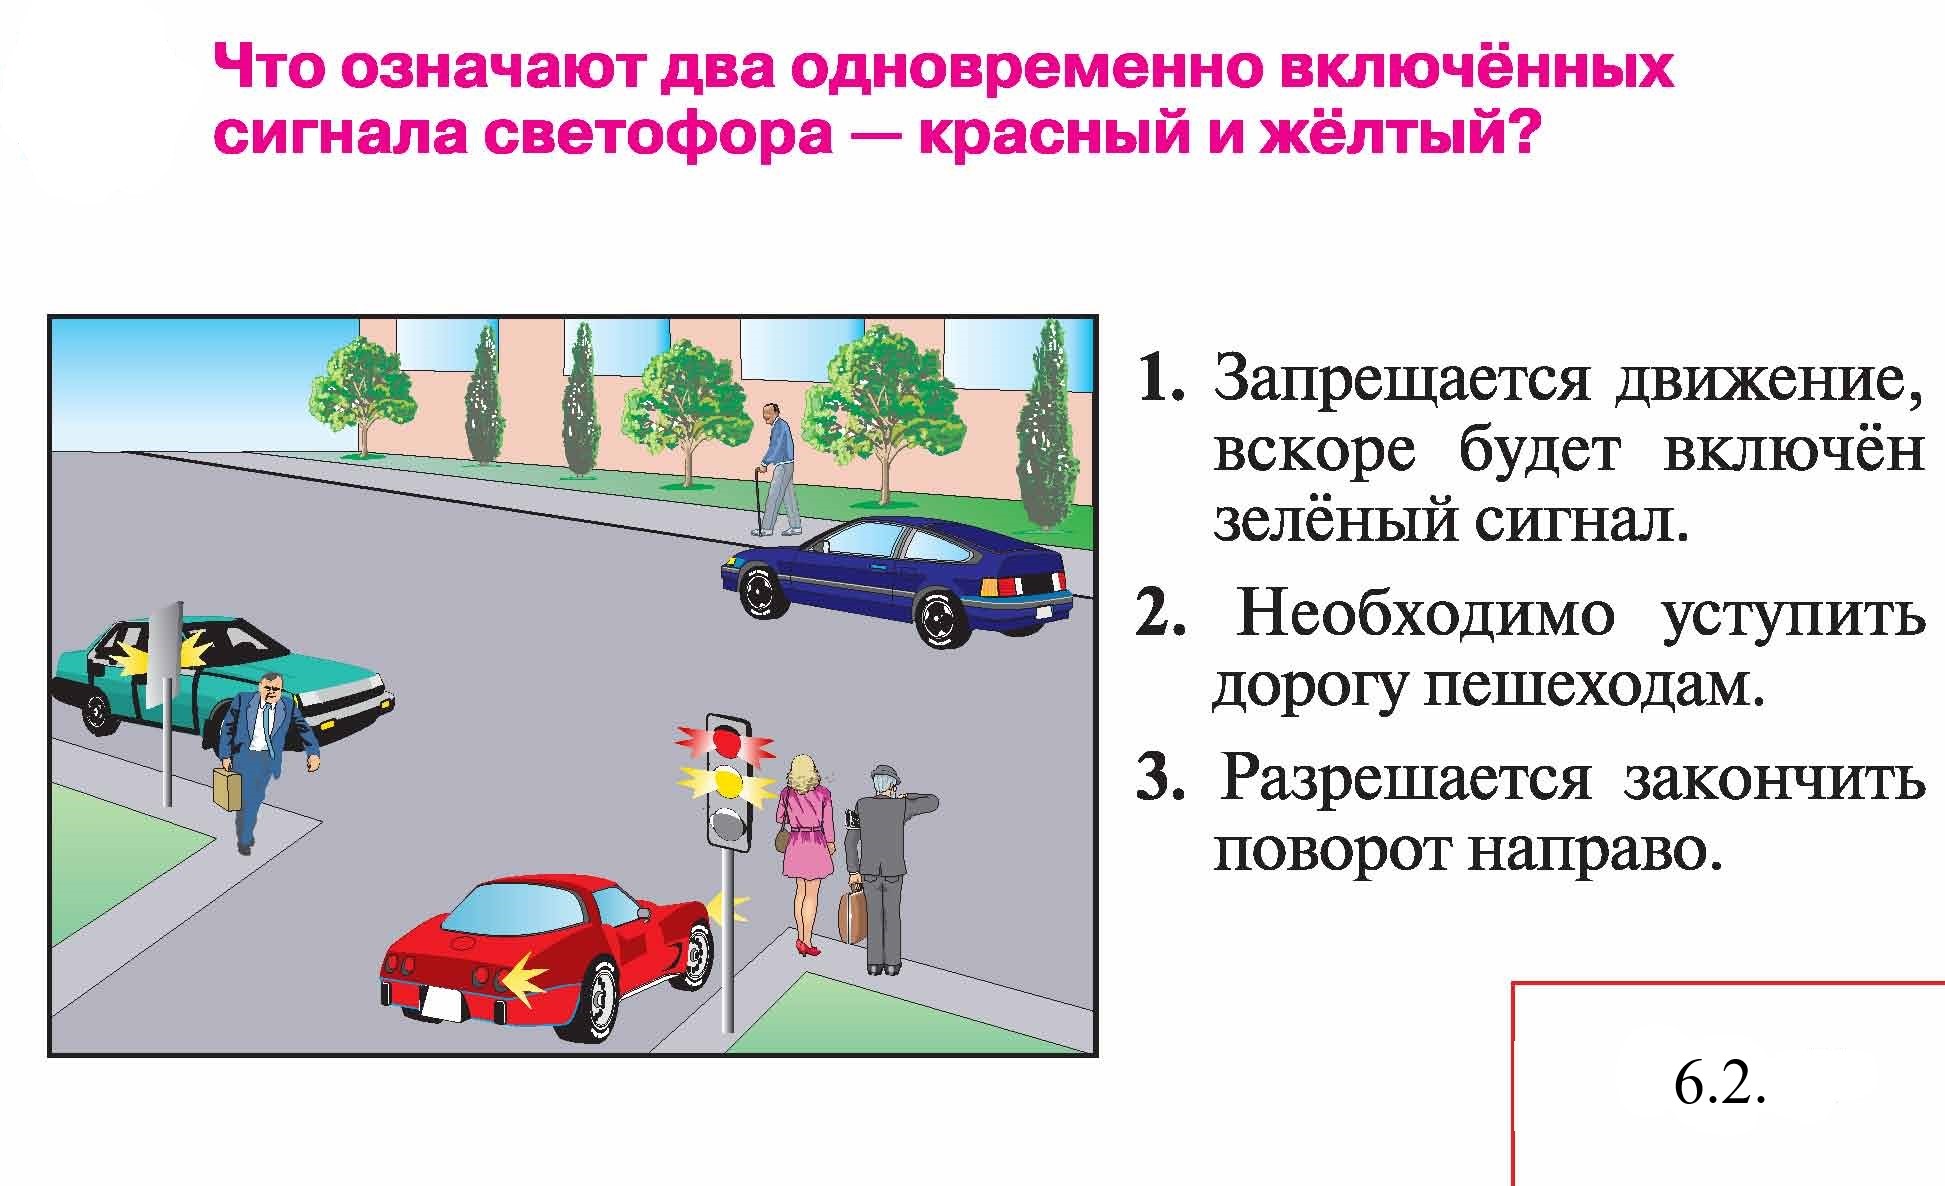 Что означают два одновременно включённых
сигнала светофора — красный и жёлтый?
1. Запрещается движение,
вскоре будет включён
зелёный сигнал.
2. Необходимо уступить
дорогу пешеходам.
3. Разрешается закончить
поворот направо.
6.2.